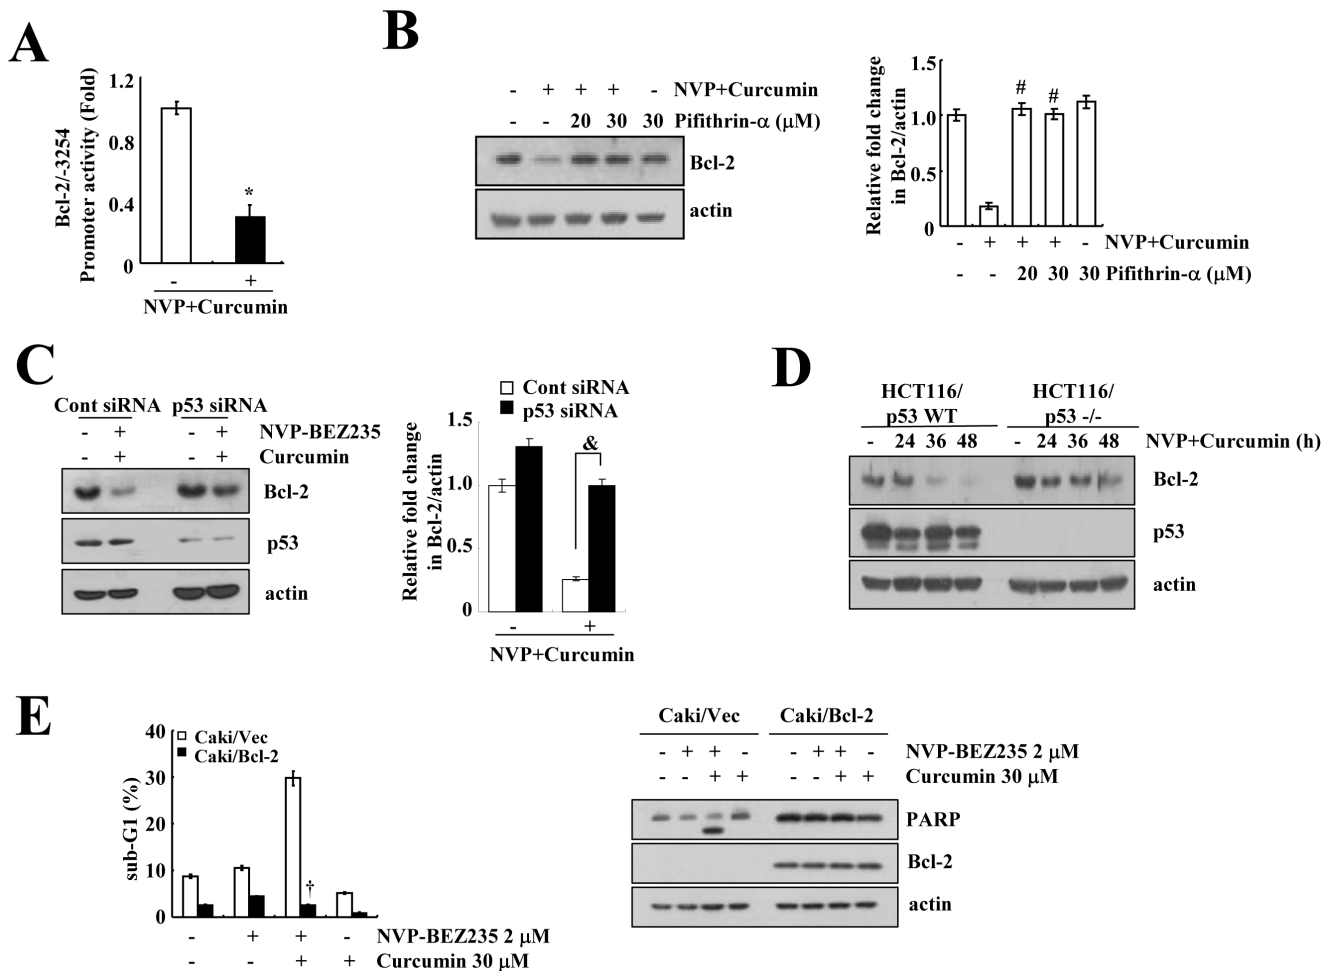 A
1.2
0.8
0.4
0
Bcl-2/-3254
Promoter activity (Fold)
*
- +
NVP+Curcumin
B
- + + + - NVP+Curcumin
- - 20 30 30 Pifithrin-α (μM)
Bcl-2
actin
Relative fold change
in Bcl-2/actin
1.5
1.0
0.5
0
# #
- + + + - NVP+Curcumin
- - 20 30 30 Pifithrin-α (μM)
C
Cont siRNA p53 siRNA
- + - + NVP-BEZ235
- + - + Curcumin
Bcl-2
p53
actin
Cont siRNA
p53 siRNA
Relative fold change
in Bcl-2/actin
1.5
1.0
0.5
0
&
- +
NVP+Curcumin
D
HCT116/ HCT116/
p53 WT p53 -/-
- 24 36 48 - 24 36 48 NVP+Curcumin (h)
Bcl-2
p53
actin
E
Caki/Vec
Caki/Bcl-2
sub-G1 (%)
40
30
20
10
0
†
- + + - NVP-BEZ235 2 μM
- - + + Curcumin 30 μM
Caki/Vec Caki/Bcl-2
- + + - - + + - NVP-BEZ235 2 μM
- - + + - - + + Curcumin 30 μM
PARP
Bcl-2
actin